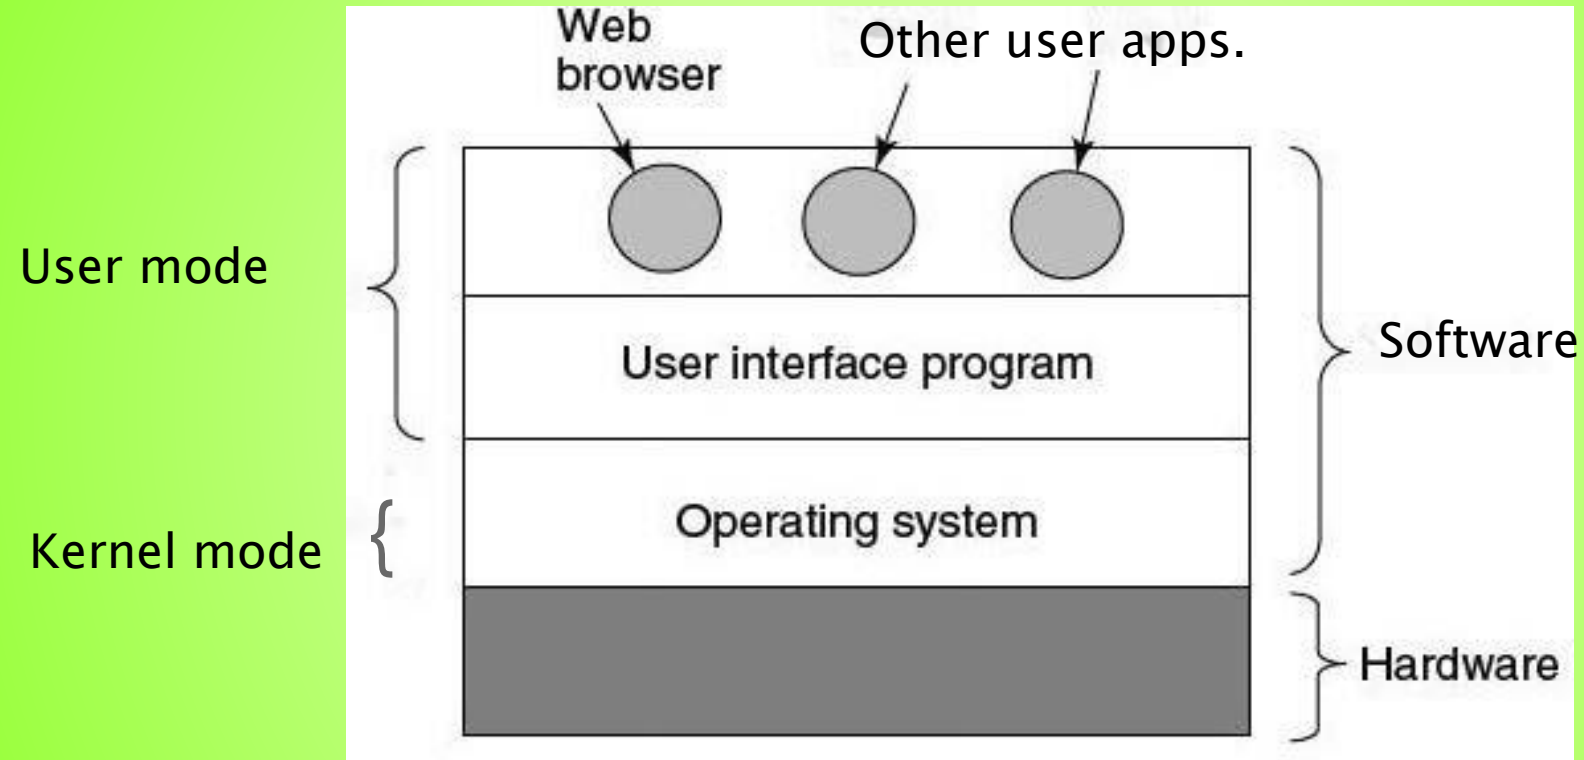 Web
browser
Other user apps.
User mode
User interface program
Software
Operating system
Kernel mode
Hardware